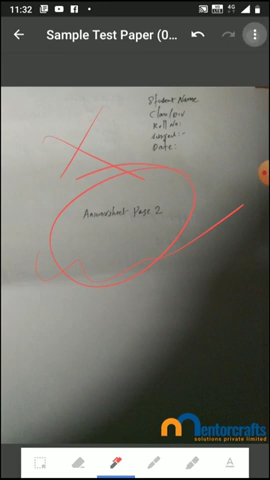 11:32
4G
Sample Test Paper (0...
Student Name
Class/Div
Roll No:
Subject:-
Date:
Answersheet Page 2
mentorcrafts
solutions private limited
A